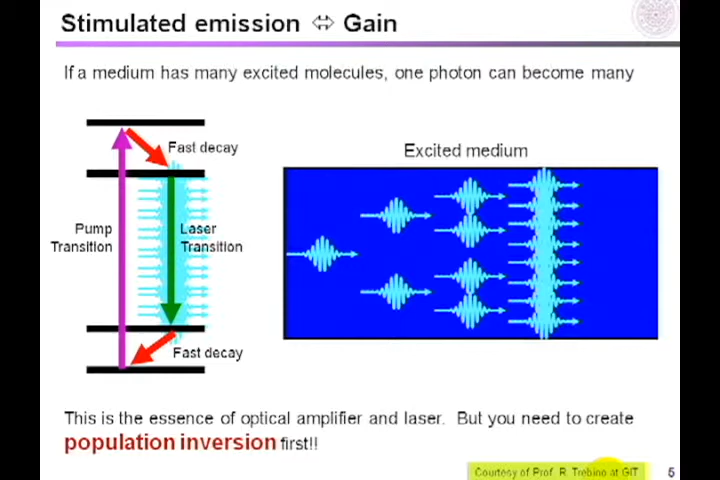 Stimulated emission ⇔ Gain
If a medium has many excited molecules, one photon can become many
Fast decay
Excited medium
Pump
Transition
Laser
Transition
Fast decay
This is the essence of optical amplifier and laser. But you need to create
population inversion first!!
Courtesy of Prof. R. Trebino at GIT
5